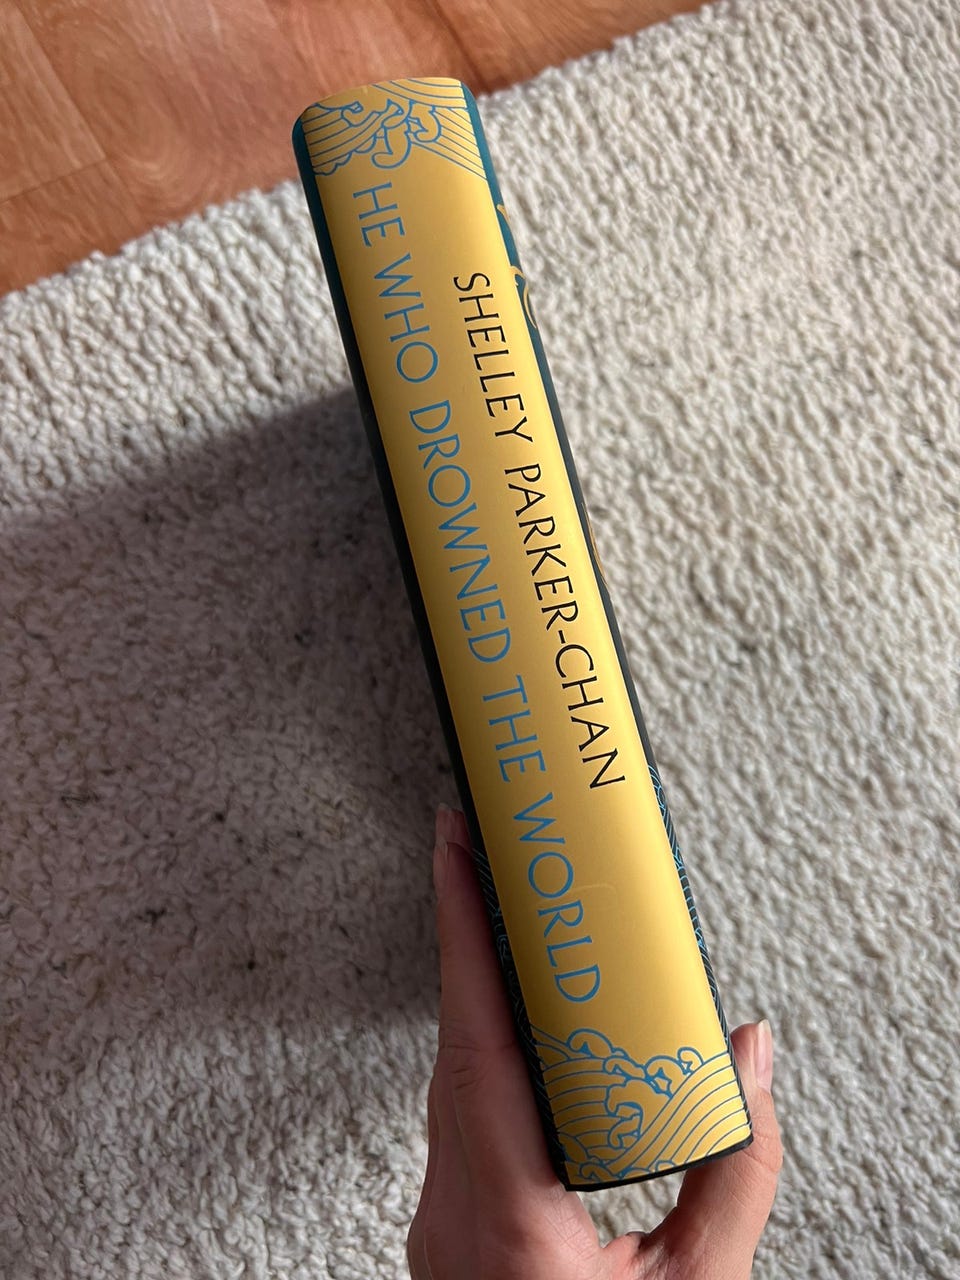 SHELLEY PARKER-CHAN
HE WHO DROWNED THE WORLD